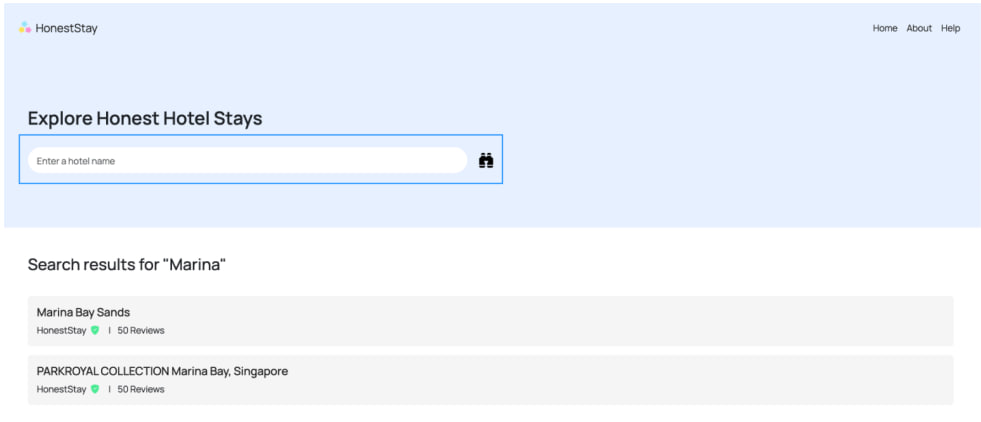 HonestStay
Home About Help
Explore Honest Hotel Stays
Enter a hotel name
Search results for "Marina"
Marina Bay Sands
HonestStay | 50 Reviews
PARKROYAL COLLECTION Marina Bay, Singapore
HonestStay | 50 Reviews